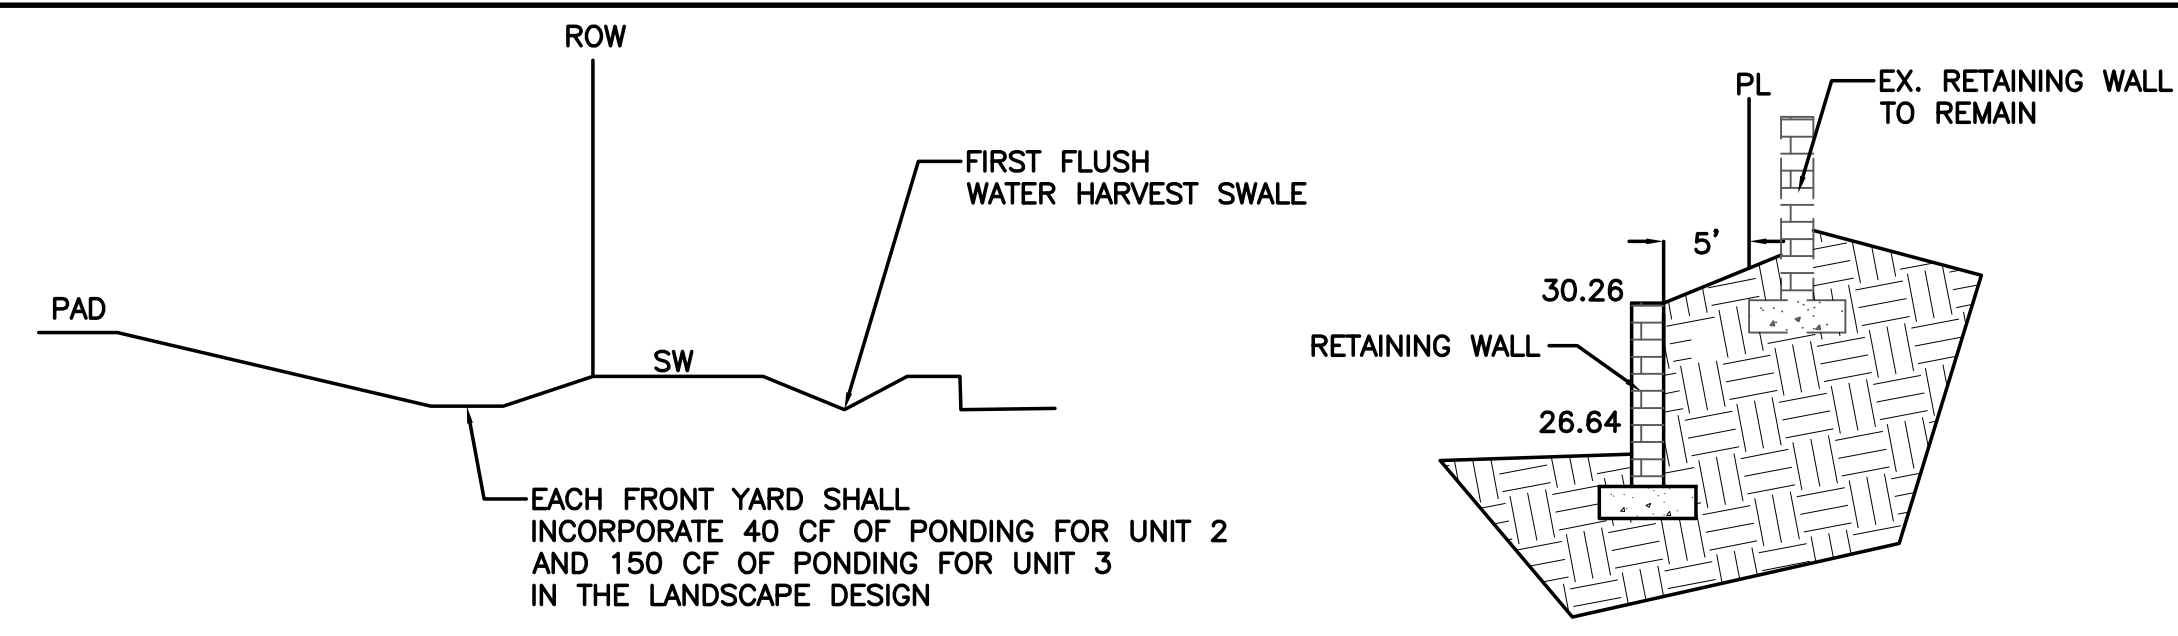 ROW
FIRST FLUSH
WATER HARVEST SWALE
PAD
SW
EACH FRONT YARD SHALL
INCORPORATE 40 CF OF PONDING FOR UNIT 2
AND 150 CF OF PONDING FOR UNIT 3
IN THE LANDSCAPE DESIGN
PL
EX. RETAINING WALL
TO REMAIN
5'
30.26
RETAINING WALL
26.64